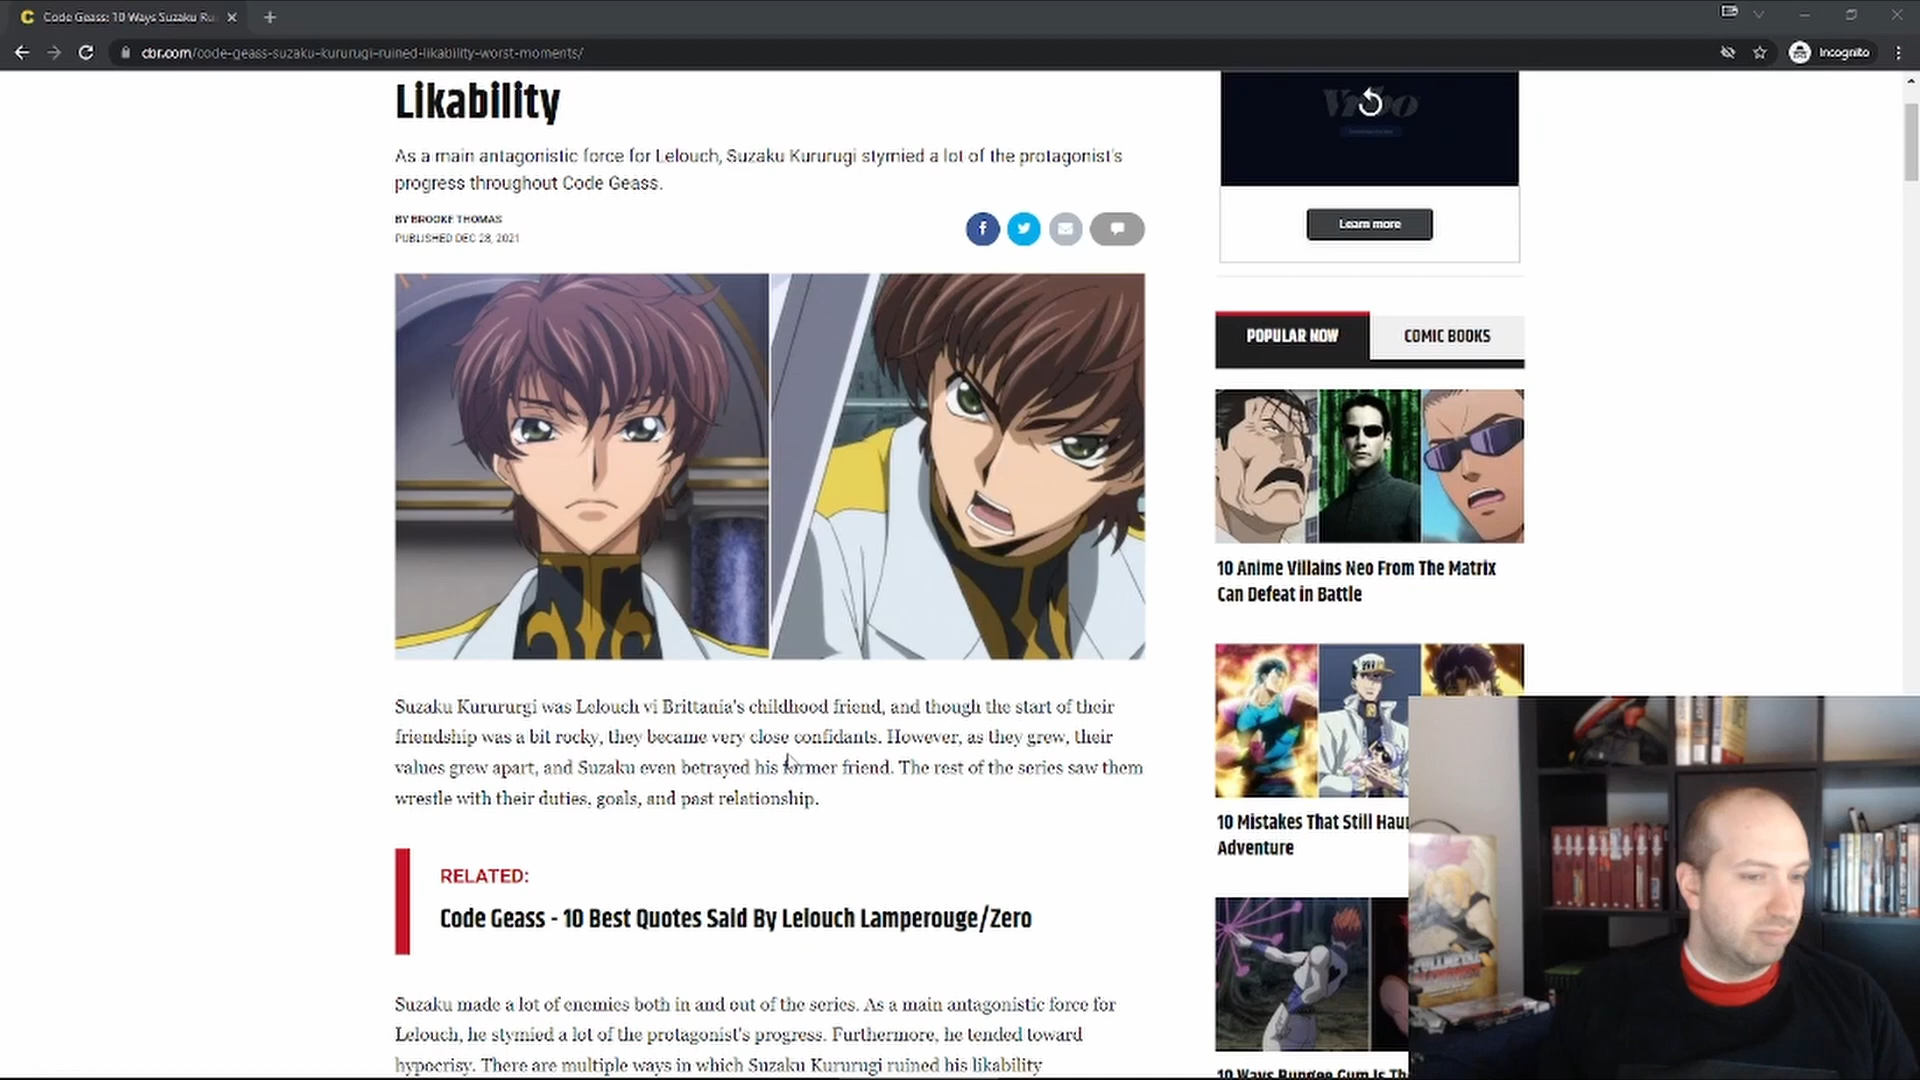 Code Geass: 10 Ways Suzaku Ru
cbr.com/code-geass-suzaku-kururugi-ruined-likability-worst-moments/
Incognito
Likability
As a main antagonistic force for Lelouch, Suzaku Kururugi stymied a lot of the protagonist's
progress throughout Code Geass.
BY BROOKE THOMAS
PUBLISHED DEC 28, 2021
Suzaku Kurururgi was Lelouch vi Brittania's childhood friend, and though the start of their
friendship was a bit rocky, they became very close confidants. However, as they grew, their
values grew apart, and Suzaku even betrayed his former friend. The rest of the series saw them
wrestle with their duties, goals, and past relationship.
RELATED:
Code Geass - 10 Best Quotes Said By Lelouch Lamperouge/Zero
Suzaku made a lot of enemies both in and out of the series. As a main antagonistic force for
Lelouch, he stymied a lot of the protagonist's progress. Furthermore, he tended toward
hypocrisy. There are multiple ways in which Suzaku Kururugi ruined his likability
Vrbo
Learn more
POPULAR NOW
COMIC BOOKS
10 Anime Villains Neo From The Matrix
Can Defeat in Battle
10 Mistakes That Still Hau
Adventure
10 Ways Bungee Gum Is Th
FULLMETAL